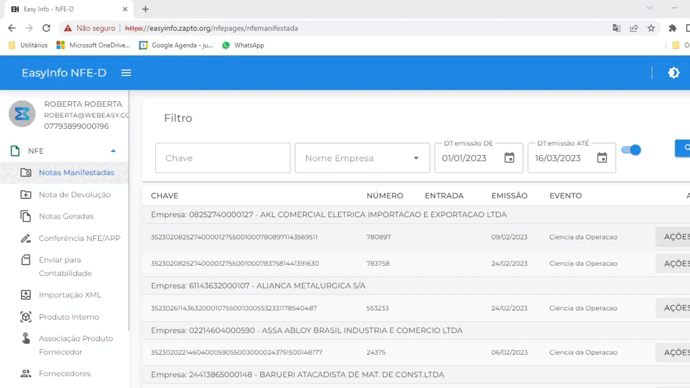 Easy Info - NFE-D
Não seguro | https://easyinfo.zapto.org/nfepages/nfemanifestada
Utilitários Microsoft OneDrive... Google Agenda - ju... WhatsApp
EasyInfo NFE-D
ROBERTA ROBERTA
ROBERTA@WEBEASY.CO
07793899000196
NFE
Notas Manifestadas
Nota de Devolução
Notas Geradas
Conferência NFE/APP
Enviar para
Contabilidade
Importação XML
Produto Interno
Associação Produto
Fornecedor
Fornecedores
Filtro
Chave
Nome Empresa
DT:emissão DE
01/01/2023
DT:emissão ATÉ
16/03/2023
CHAVE NÚMERO ENTRADA EMISSÃO EVENTO
Empresa: 08252740000127 - AKL COMERCIAL ELETRICA IMPORTACAO E EXPORTACAO LTDA
780897 09/02/2023 Ciencia da Operacao AÇÕES
783758 24/02/2023 Ciencia da Operacao AÇÕES
Empresa: 61143632000107 - ALIANCA METALURGICA S/A
553233 24/02/2023 Ciencia da Operacao AÇÕES
Empresa: 02214604000590 - ASSA ABLOY BRASIL INDUSTRIA E COMERCIO LTDA
24375 06/02/2023 Ciencia da Operacao AÇÕES
Empresa: 24413865000148 - BARUERI ATACADISTA DE MAT. DE CONST.LTDA